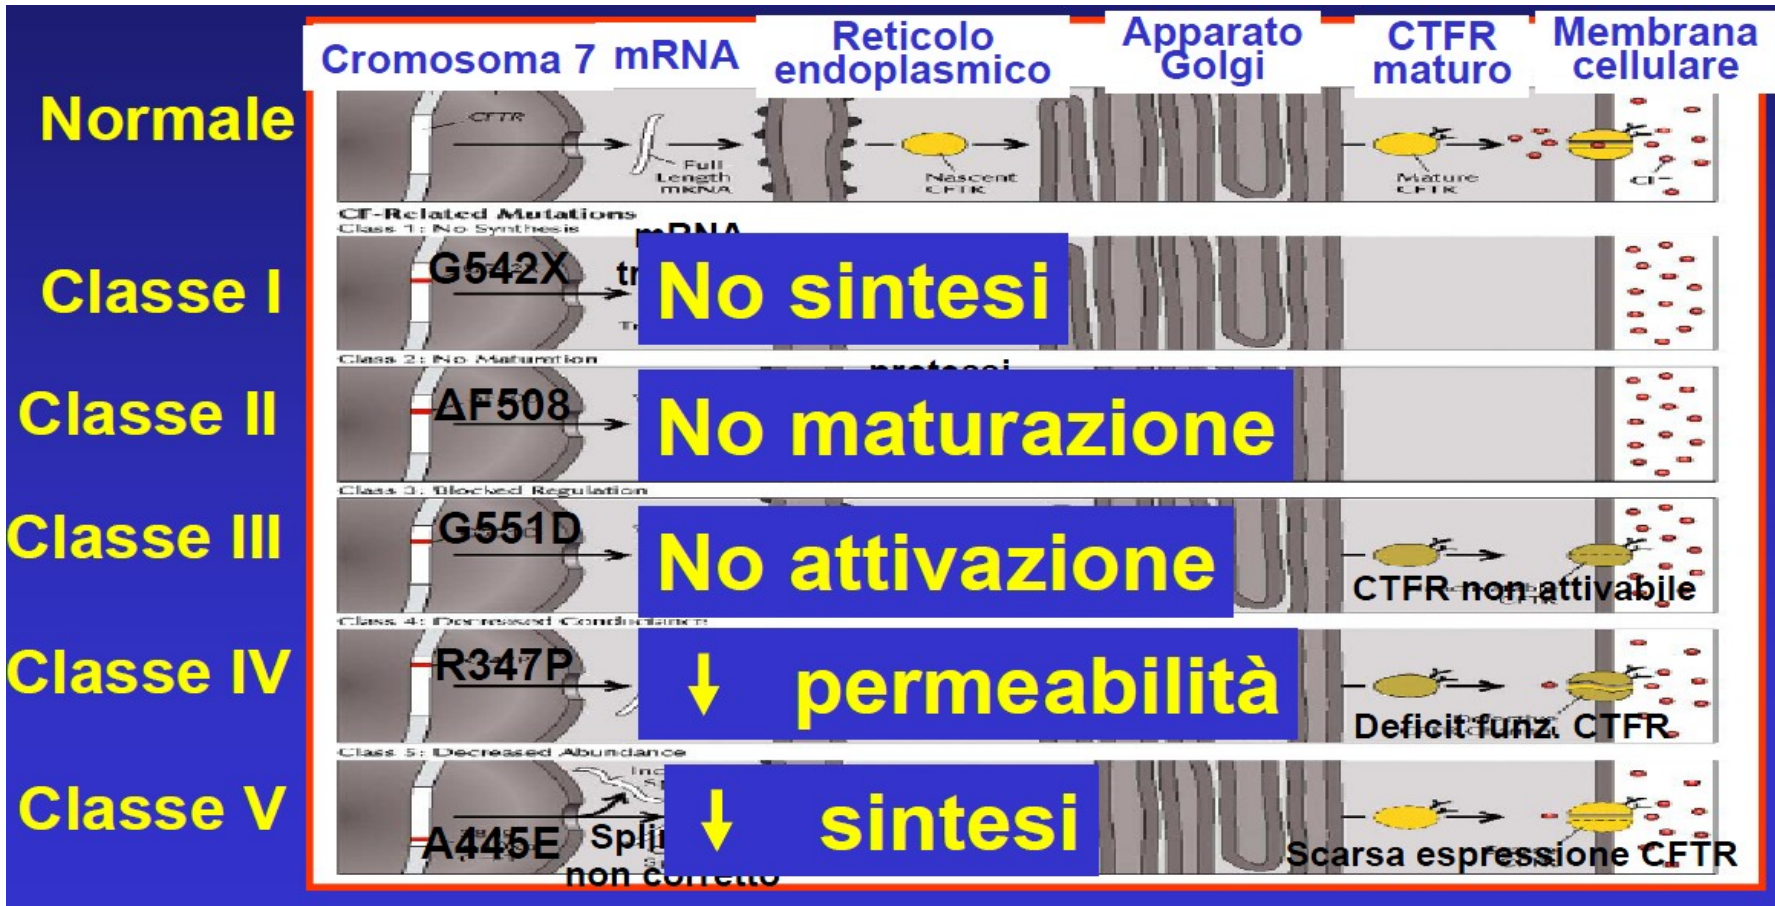 Cromosoma 7
mRNA
Reticolo
endoplasmico
Apparato
Golgi
CTFR
maturo
Membrana
cellulare
Normale
CFTR
Full
Length
mRNA
Nascent
CFTR
Mature
CFTR
Cl⁻
CF-Related Mutations
Class 1: No Synthesis
mRNA
Classe I
G542X
No sintesi
Class 2: No Maturation
Classe II
ΔF508
No maturazione
Class 3: Blocked Regulation
Classe III
G551D
No attivazione
CTFR non attivabile
Class 4: Decreased Conductance
Classe IV
R347P
↓ permeabilità
Deficit funz. CTFR
Class 5: Decreased Abundance
Classe V
A445E
↓ sintesi
non corretto
Scarsa espressione CFTR